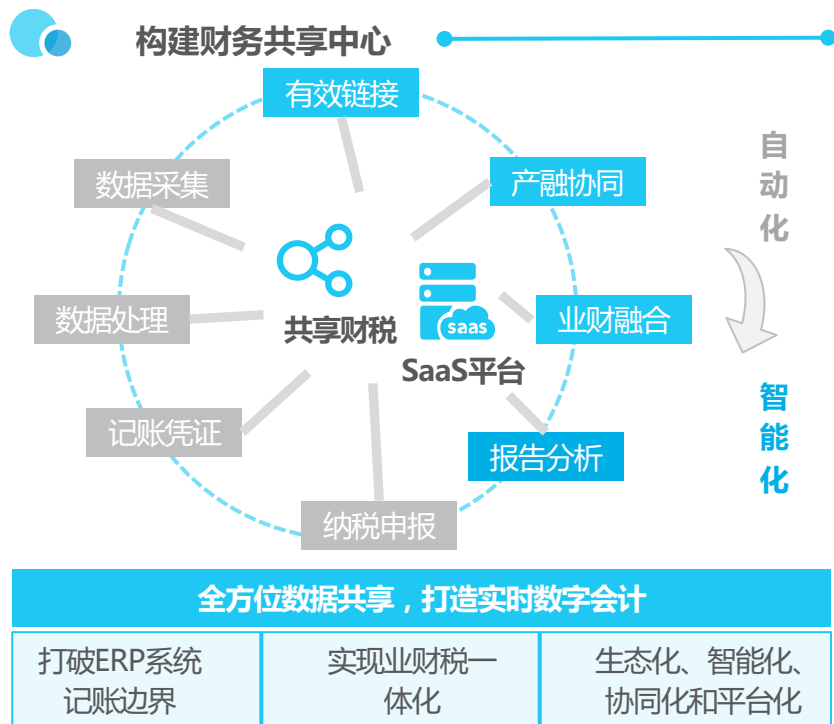 构建财务共享中心
有效链接
数据采集
产融协同
数据处理
共享财税
saas
SaaS平台
业财融合
记账凭证
报告分析
纳税申报
自
动
化
智
能
化
全方位数据共享，打造实时数字会计
打破ERP系统
记账边界
实现业财税一
体化
生态化、智能化、
协同化和平台化